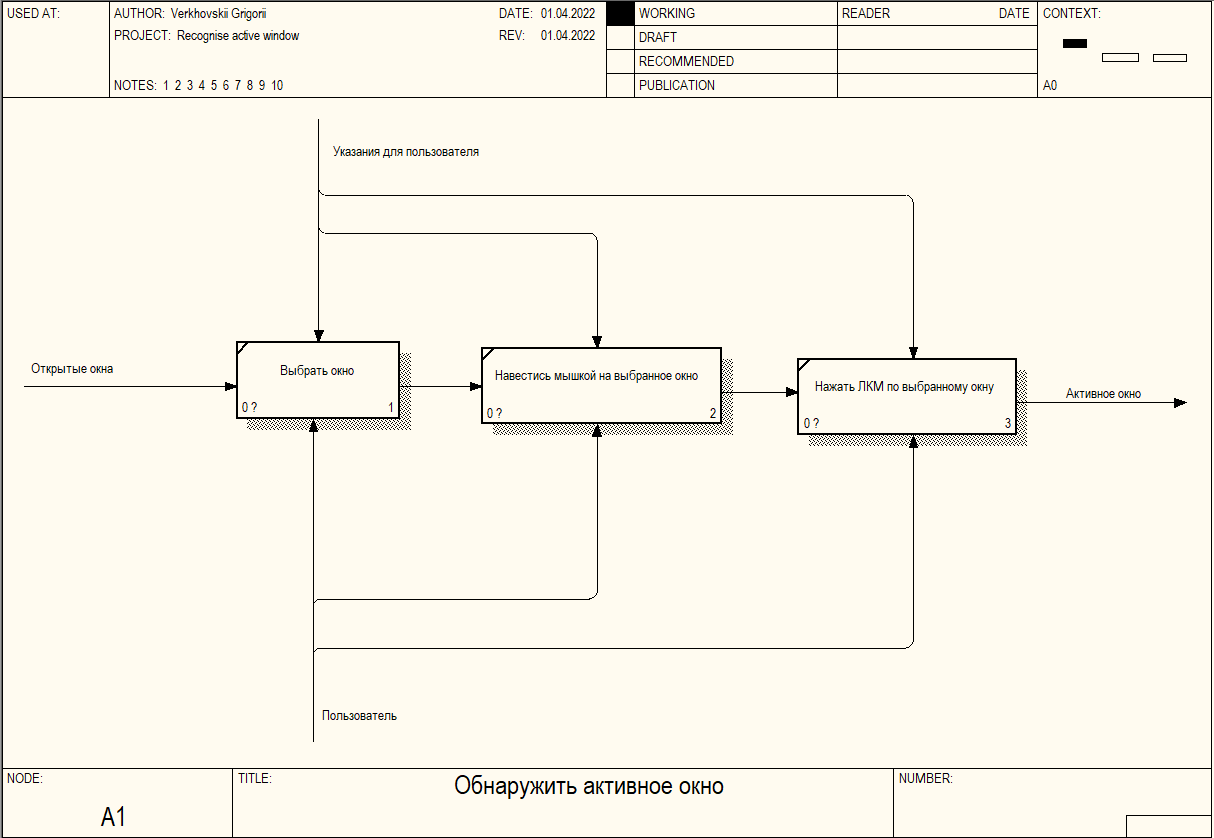 USED AT:
AUTHOR: Verkhovskii Grigorii
DATE: 01.04.2022
PROJECT: Recognise active window
REV: 01.04.2022
NOTES: 1 2 3 4 5 6 7 8 9 10
WORKING
DRAFT
RECOMMENDED
PUBLICATION
READER DATE
CONTEXT:
A0
Указания для пользователя
Открытые окна
Выбрать окно
0 ? 1
Навестись мышкой на выбранное окно
0 ? 2
Нажать ЛКМ по выбранному окну
0 ? 3
Активное окно
Пользователь
NODE:
A1
TITLE:
Обнаружить активное окно
NUMBER: